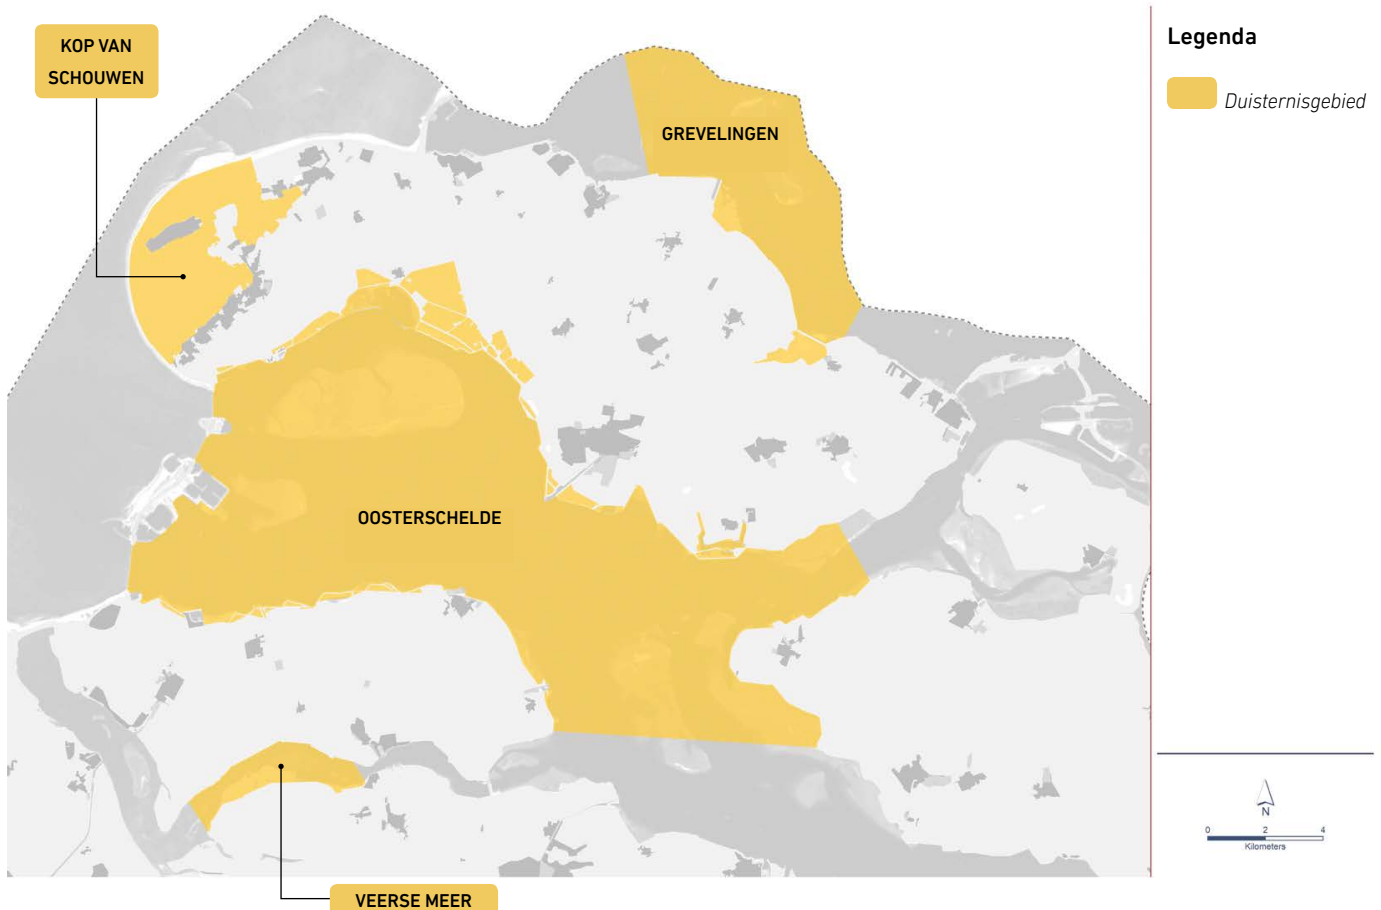 KOP VAN
SCHOUWEN
GREVELINGEN
OOSTERSCHELDE
VEERSE MEER
Legenda
Duisternisgebied
N
0 2 4
Kilometers